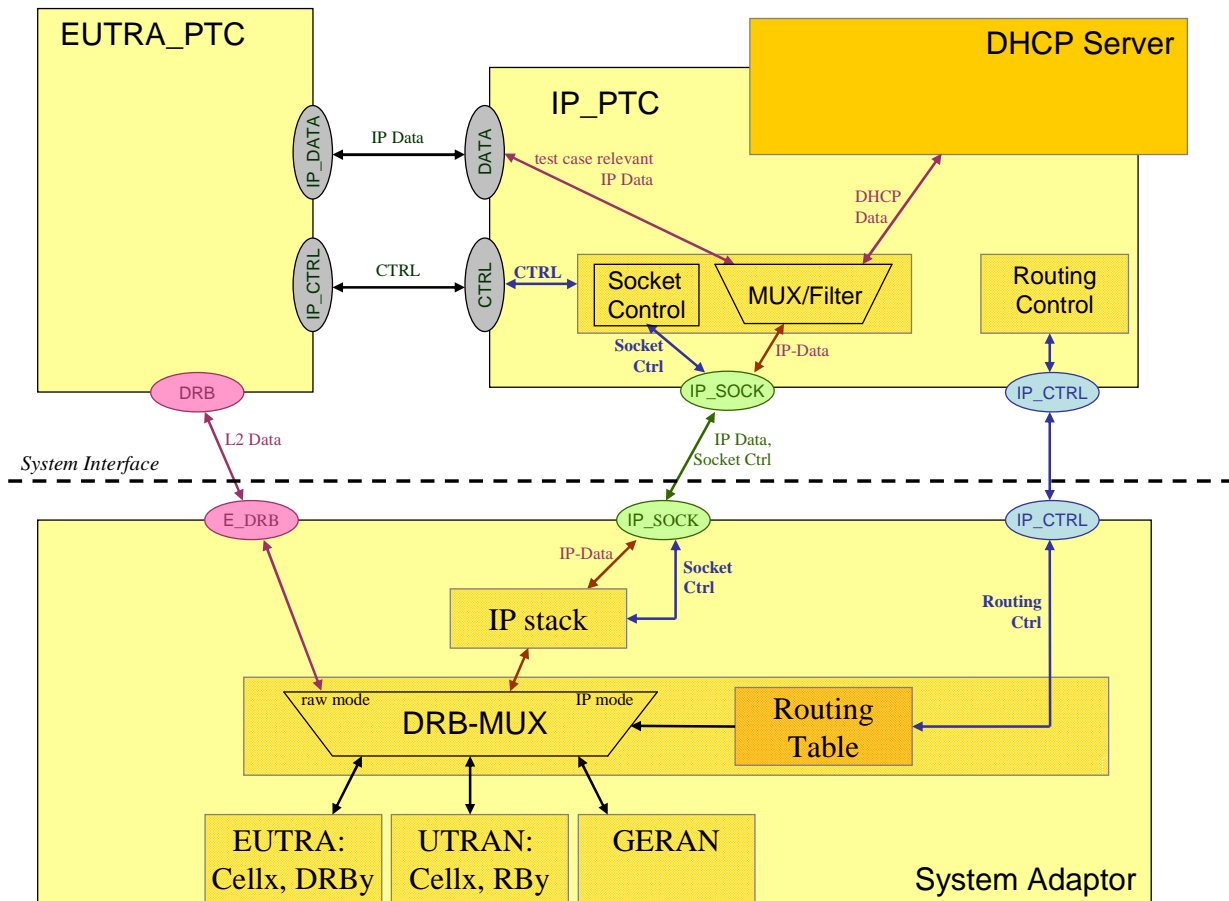 EUTRA_PTC
DHCP Server
IP_PTC
IP_DATA
IP Data
DATA
test case relevant
IP Data
DHCP
Data
IP_CTRL
CTRL
CTRL
CTRL
Socket
Control
MUX/Filter
Routing
Control
Socket
Ctrl
IP-Data
DRB
IP_SOCK
IP_CTRL
L2 Data
IP Data,
Socket Ctrl
System Interface
E_DRB
IP_SOCK
IP_CTRL
IP-Data
Socket
Ctrl
IP stack
Routing
Ctrl
raw mode
IP mode
DRB-MUX
Routing
Table
EUTRA:
Cellx, DRBy
UTRAN:
Cellx, RBy
GERAN
System Adaptor